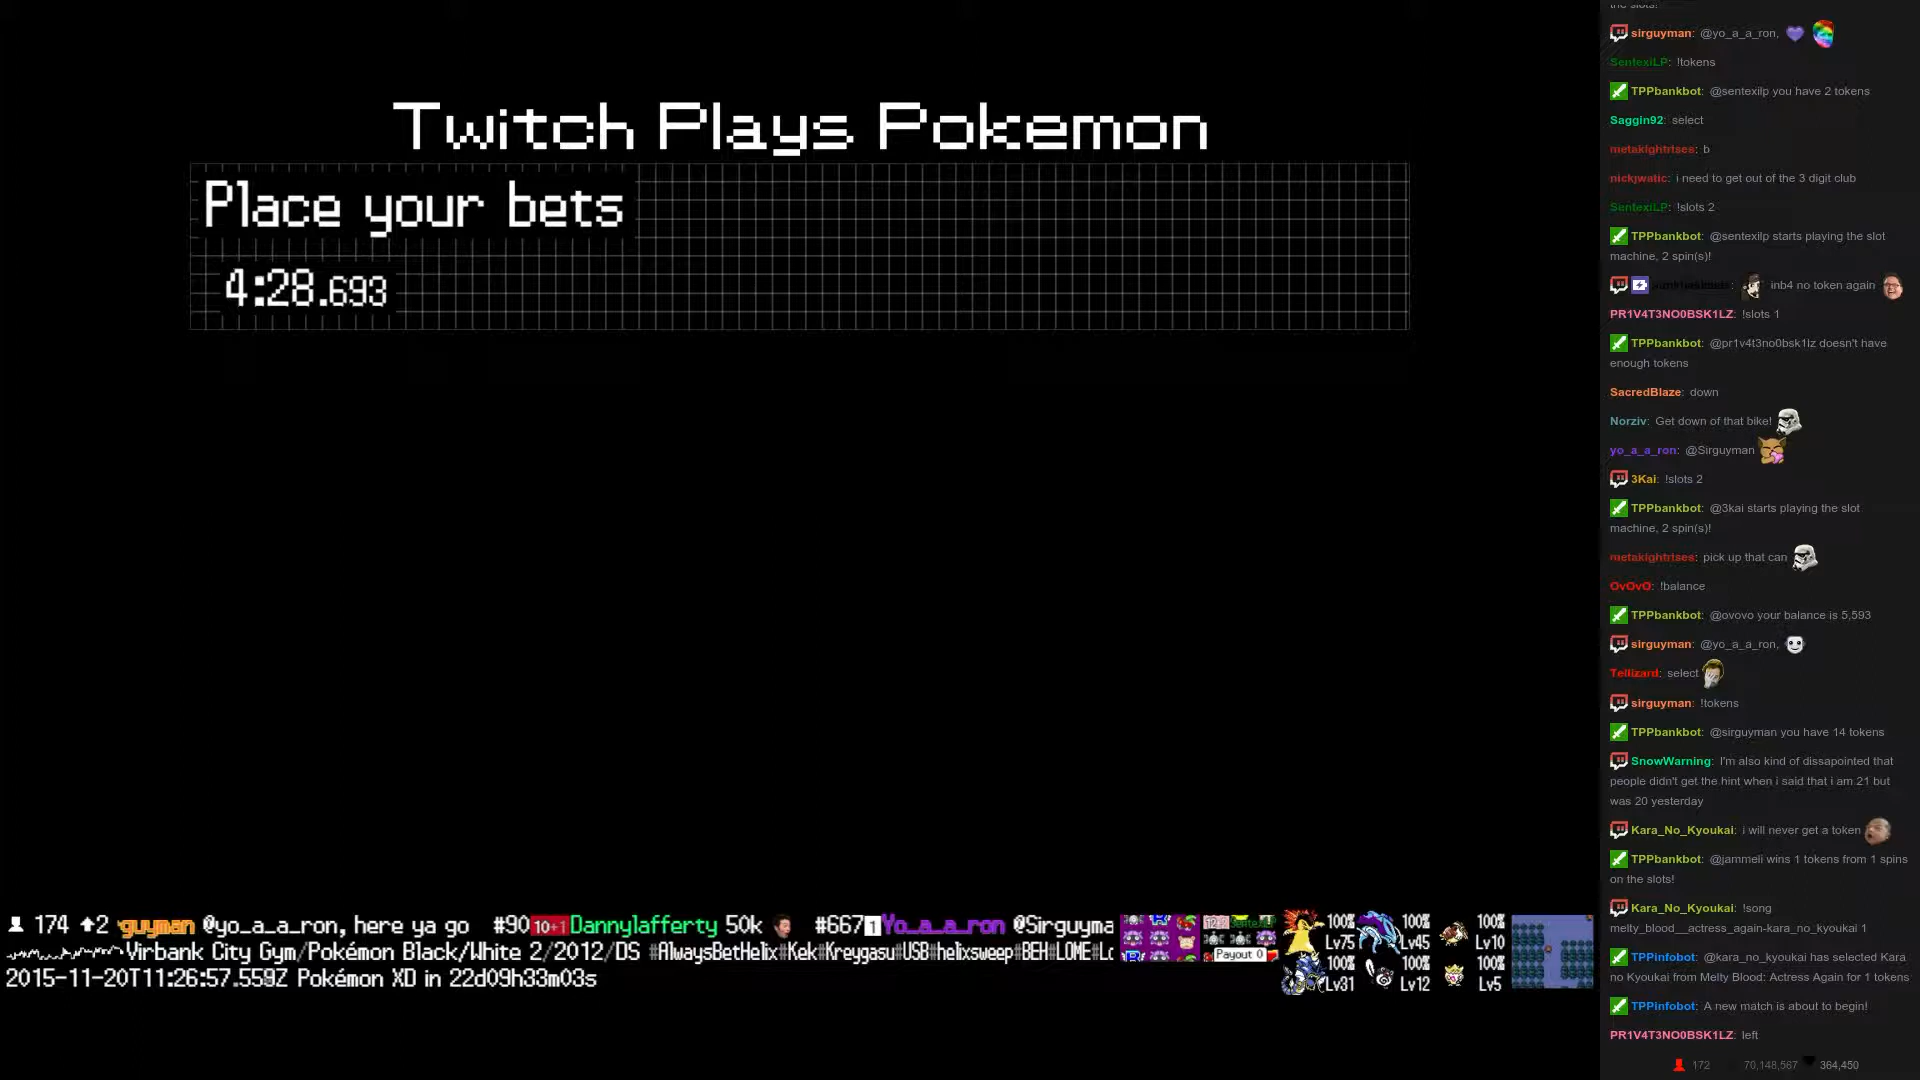 Twitch Plays Pokemon
Place your bets
4:28.693
174 2 guyman @yo_a_a_ron, here ya go #90 10+1 Dannylafferty 50k #667 1 Yo_a_a_ron @Sirguyma
Virbank City Gym/Pokémon Black/White 2/2012/DS #AlwaysBetHelix#Kek#Kreygasu#USB#helixsweep#BEH#LOME#Lo
2015-11-20T11:26:57.559Z Pokémon XD in 22d09h33m03s
Payout 0
100% Lv75 100% Lv45 100% Lv10
100% Lv31 100% Lv12 100% Lv5
the slots!
sirguyman: @yo_a_a_ron,
SentexiLP: !tokens
TPPbankbot: @sentexilp you have 2 tokens
Saggin92: select
metakightrises: b
nickjwatic: i need to get out of the 3 digit club
SentexiLP: !slots 2
TPPbankbot: @sentexilp starts playing the slot
machine, 2 spin(s)!
inb4 no token again
PR1V4T3NO0BSK1LZ: !slots 1
TPPbankbot: @pr1v4t3no0bsk1lz doesn't have
enough tokens
SacredBlaze: down
Norziv: Get down of that bike!
yo_a_a_ron: @Sirguyman
3Kai: !slots 2
TPPbankbot: @3kai starts playing the slot
machine, 2 spin(s)!
metakightrises: pick up that can
OvOvO: !balance
TPPbankbot: @ovovo your balance is 5,593
sirguyman: @yo_a_a_ron,
Tellizard: select
sirguyman: !tokens
TPPbankbot: @sirguyman you have 14 tokens
SnowWarning: I'm also kind of dissapointed that
people didn't get the hint when i said that i am 21 but
was 20 yesterday
Kara_No_Kyoukai: i will never get a token
TPPbankbot: @jammeli wins 1 tokens from 1 spins
on the slots!
Kara_No_Kyoukai: !song
melty_blood__actress_again-kara_no_kyoukai 1
TPPinfobot: @kara_no_kyoukai has selected Kara
no Kyoukai from Melty Blood: Actress Again for 1 tokens
TPPinfobot: A new match is about to begin!
PR1V4T3NO0BSK1LZ: left
172 70,148,567 364,450